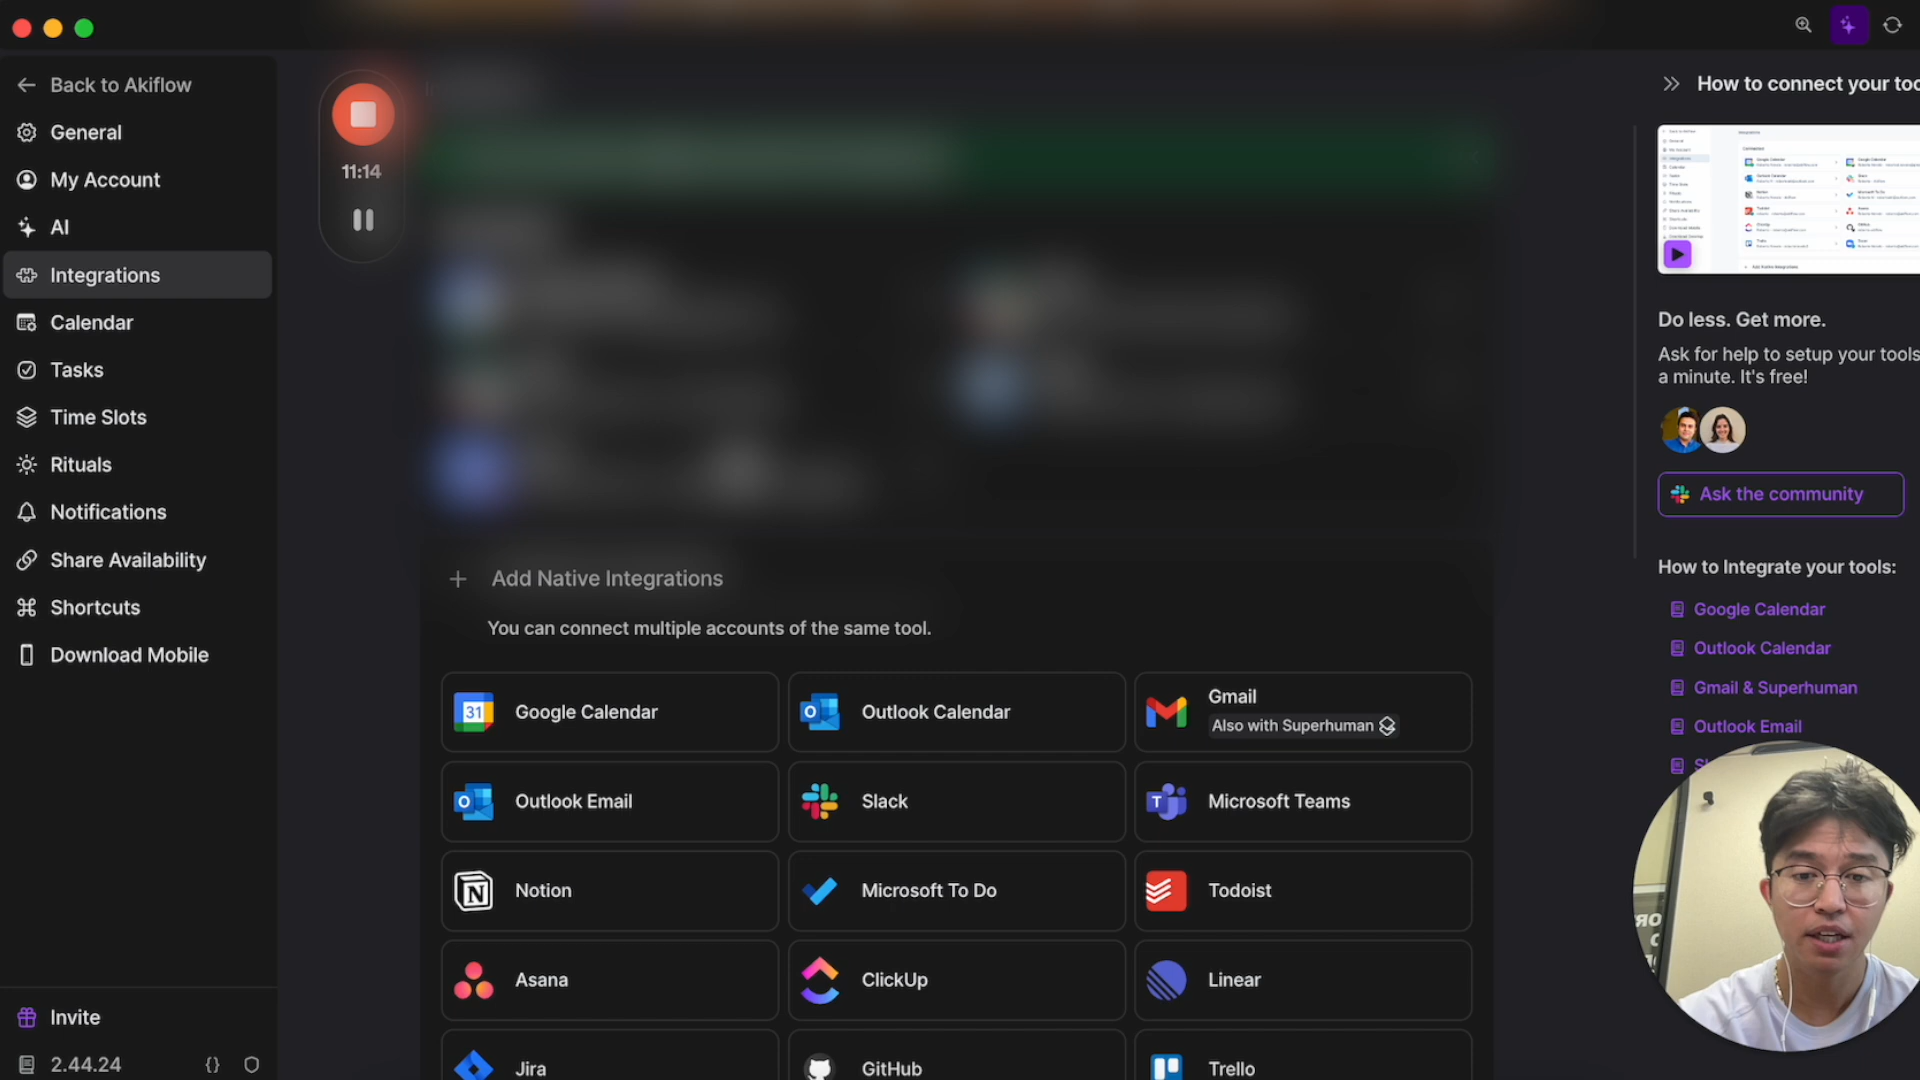 Back to Akiflow
General
My Account
AI
Integrations
Calendar
Tasks
Time Slots
Rituals
Notifications
Share Availability
Shortcuts
Download Mobile
Invite
2.44.24
11:14
Add Native Integrations
You can connect multiple accounts of the same tool.
31
Google Calendar
Outlook Calendar
Gmail
Also with Superhuman
Outlook Email
Slack
Microsoft Teams
Notion
Microsoft To Do
Todoist
Asana
ClickUp
Linear
Jira
GitHub
Trello
How to connect your too
Do less. Get more.
Ask for help to setup your tools
a minute. It's free!
Ask the community
How to Integrate your tools:
Google Calendar
Outlook Calendar
Gmail & Superhuman
Outlook Email